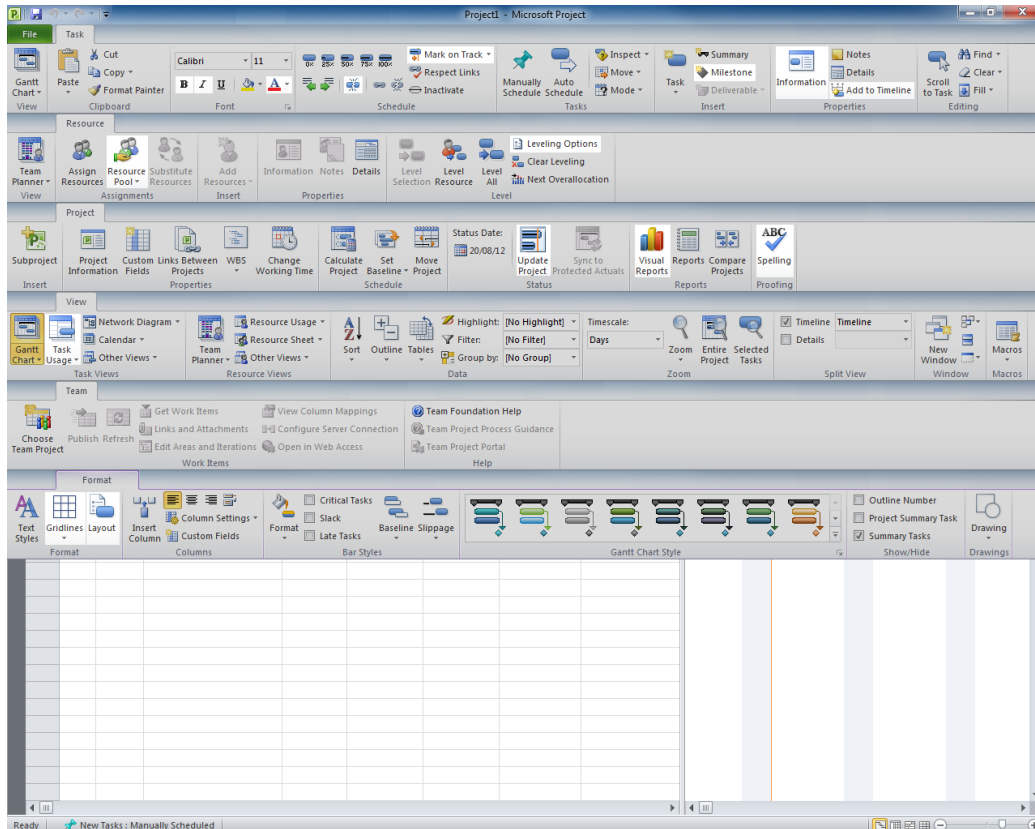 Project1 - Microsoft Project
File Task
Gantt Chart
View
Paste
Cut
Copy
Format Painter
Clipboard
Calibri 11
B I U A
Font
0% 25% 50% 75% 100%
Mark on Track
Respect Links
Inactivate
Schedule
Manually Schedule
Auto Schedule
Inspect
Move
Mode
Tasks
Task
Summary
Milestone
Deliverable
Insert
Information
Notes
Details
Add to Timeline
Properties
Scroll to Task
Find
Clear
Fill
Editing
Resource
Team Planner
View
Assign Resources
Resource Pool
Substitute Resources
Assignments
Add Resources
Insert
Information Notes Details
Properties
Level Selection
Level Resource
Level All
Leveling Options
Clear Leveling
Next Overallocation
Level
Project
Subproject
Insert
Project Information
Custom Fields
Links Between Projects
WBS
Change Working Time
Properties
Calculate Project
Set Baseline
Move Project
Schedule
Status Date:
20/08/12
Update Project
Sync to Protected Actuals
Status
Visual Reports
Reports
Compare Projects
Reports
ABC
Spelling
Proofing
View
Gantt Chart
Task Usage
Network Diagram
Calendar
Other Views
Task Views
Team Planner
Resource Usage
Resource Sheet
Other Views
Resource Views
Sort Outline Tables
Highlight: [No Highlight]
Filter: [No Filter]
Group by: [No Group]
Data
Timescale:
Days
Zoom
Entire Project
Selected Tasks
Zoom
Timeline Timeline
Details
Split View
New Window
Window
Macros
Macros
Team
Choose Team Project
Publish Refresh
Get Work Items
Links and Attachments
Edit Areas and Iterations
View Column Mappings
Configure Server Connection
Open in Web Access
Work Items
Team Foundation Help
Team Project Process Guidance
Team Project Portal
Help
Format
Text Styles
Gridlines
Layout
Format
Insert Column
Column Settings
Custom Fields
Columns
Format
Critical Tasks
Slack
Late Tasks
Baseline Slippage
Bar Styles
Gantt Chart Style
Outline Number
Project Summary Task
Summary Tasks
Show/Hide
Drawing
Drawings
Ready New Tasks : Manually Scheduled